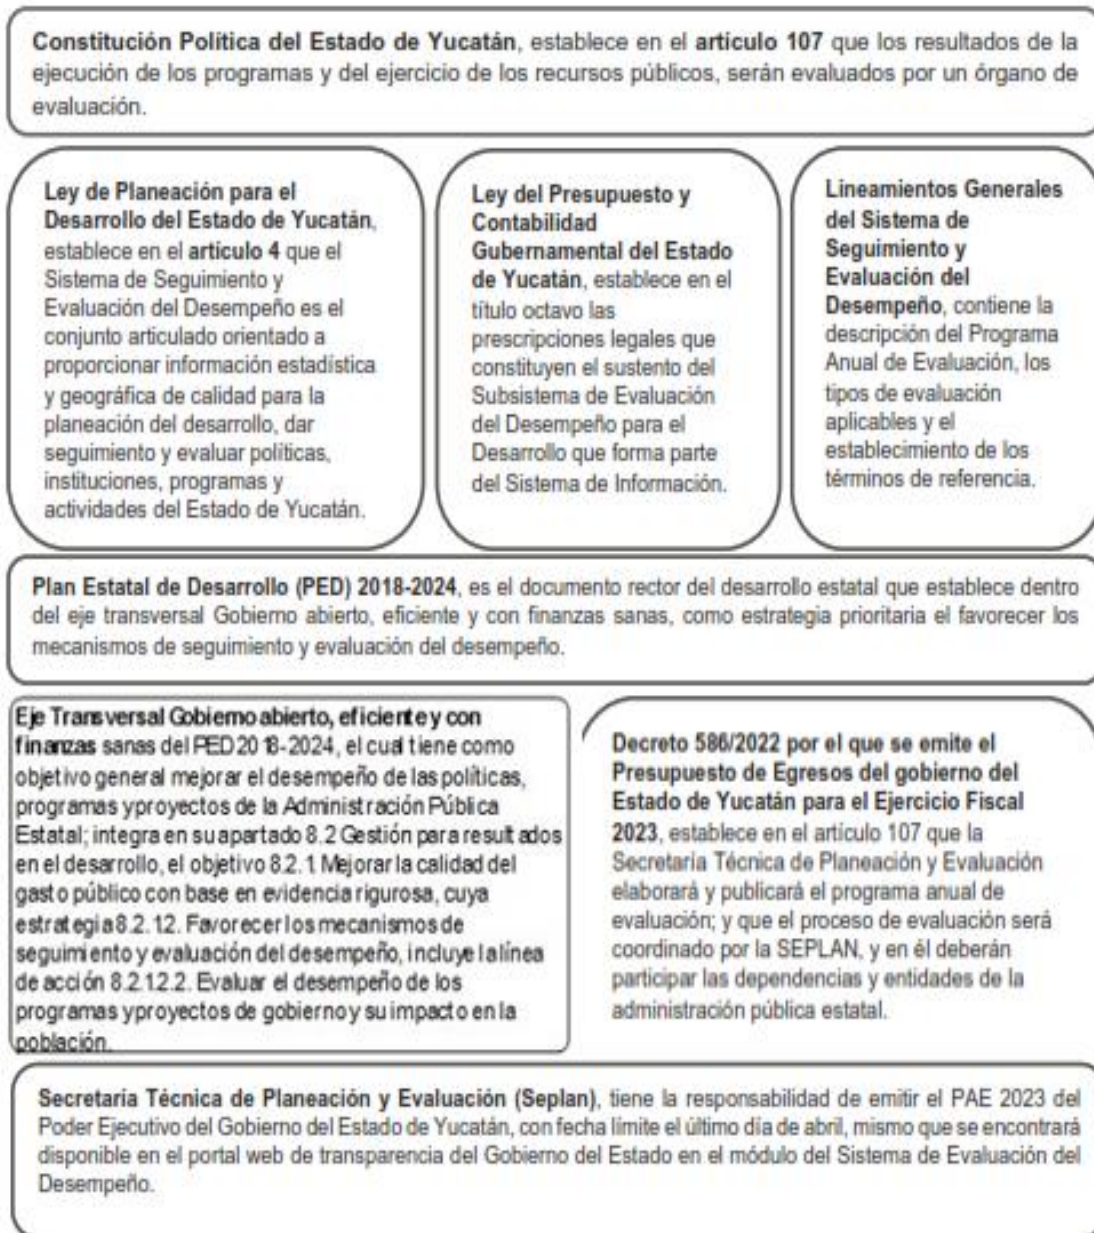 Constitución Política del Estado de Yucatán, establece en el artículo 107 que los resultados de la
ejecución de los programas y del ejercicio de los recursos públicos, serán evaluados por un órgano de
evaluación.
Ley de Planeación para el
Desarrollo del Estado de Yucatán,
establece en el artículo 4 que el
Sistema de Seguimiento y
Evaluación del Desempeño es el
conjunto articulado orientado a
proporcionar información estadística
y geográfica de calidad para la
planeación del desarrollo, dar
seguimiento y evaluar políticas,
instituciones, programas y
actividades del Estado de Yucatán.
Ley del Presupuesto y
Contabilidad
Gubernamental del Estado
de Yucatán, establece en el
título octavo las
prescripciones legales que
constituyen el sustento del
Subsistema de Evaluación
del Desempeño para el
Desarrollo que forma parte
del Sistema de Información.
Lineamientos Generales
del Sistema de
Seguimiento y
Evaluación del
Desempeño, contiene la
descripción del Programa
Anual de Evaluación, los
tipos de evaluación
aplicables y el
establecimiento de los
términos de referencia.
Plan Estatal de Desarrollo (PED) 2018-2024, es el documento rector del desarrollo estatal que establece dentro
del eje transversal Gobierno abierto, eficiente y con finanzas sanas, como estrategia prioritaria el favorecer los
mecanismos de seguimiento y evaluación del desempeño.
Eje Transversal Gobierno abierto, eficiente y con
finanzas sanas del PED 2018-2024, el cual tiene como
objetivo general mejorar el desempeño de las políticas,
programas y proyectos de la Administración Pública
Estatal; integra en su apartado 8.2 Gestión para resultados
en el desarrollo, el objetivo 8.2.1. Mejorar la calidad del
gasto público con base en evidencia rigurosa, cuya
estrategia 8.2.1.2. Favorecer los mecanismos de
seguimiento y evaluación del desempeño, incluye la línea
de acción 8.2.1.2.2. Evaluar el desempeño de los
programas y proyectos de gobierno y su impacto en la
población.
Decreto 586/2022 por el que se emite el
Presupuesto de Egresos del gobierno del
Estado de Yucatán para el Ejercicio Fiscal
2023, establece en el artículo 107 que la
Secretaría Técnica de Planeación y Evaluación
elaborará y publicará el programa anual de
evaluación; y que el proceso de evaluación será
coordinado por la SEPLAN, y en él deberán
participar las dependencias y entidades de la
administración pública estatal.
Secretaría Técnica de Planeación y Evaluación (Seplan), tiene la responsabilidad de emitir el PAE 2023 del
Poder Ejecutivo del Gobierno del Estado de Yucatán, con fecha límite el último día de abril, mismo que se encontrará
disponible en el portal web de transparencia del Gobierno del Estado en el módulo del Sistema de Evaluación del
Desempeño.